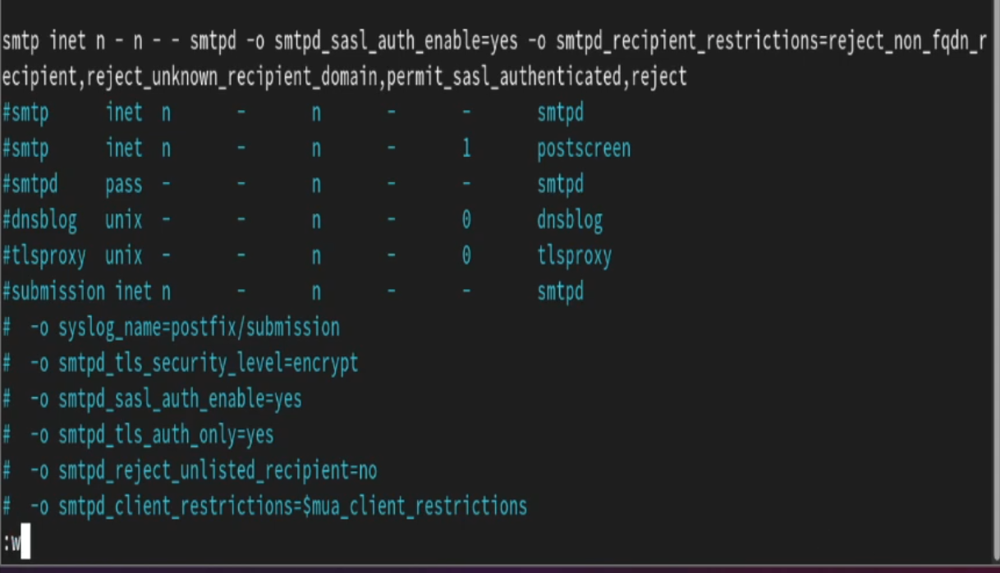 smtp inet n - n - - smtpd -o smtpd_sasl_auth_enable=yes -o smtpd_recipient_restrictions=reject_non_fqdn_r
ecipient,reject_unknown_recipient_domain,permit_sasl_authenticated,reject
#smtp      inet  n       -       n       -       -       smtpd
#smtp      inet  n       -       n       -       1       postscreen
#smtpd     pass  -       -       n       -       -       smtpd
#dnsblog   unix  -       -       n       -       0       dnsblog
#tlsproxy  unix  -       -       n       -       0       tlsproxy
#submission inet n       -       n       -       -       smtpd
#  -o syslog_name=postfix/submission
#  -o smtpd_tls_security_level=encrypt
#  -o smtpd_sasl_auth_enable=yes
#  -o smtpd_tls_auth_only=yes
#  -o smtpd_reject_unlisted_recipient=no
#  -o smtpd_client_restrictions=$mua_client_restrictions
:w